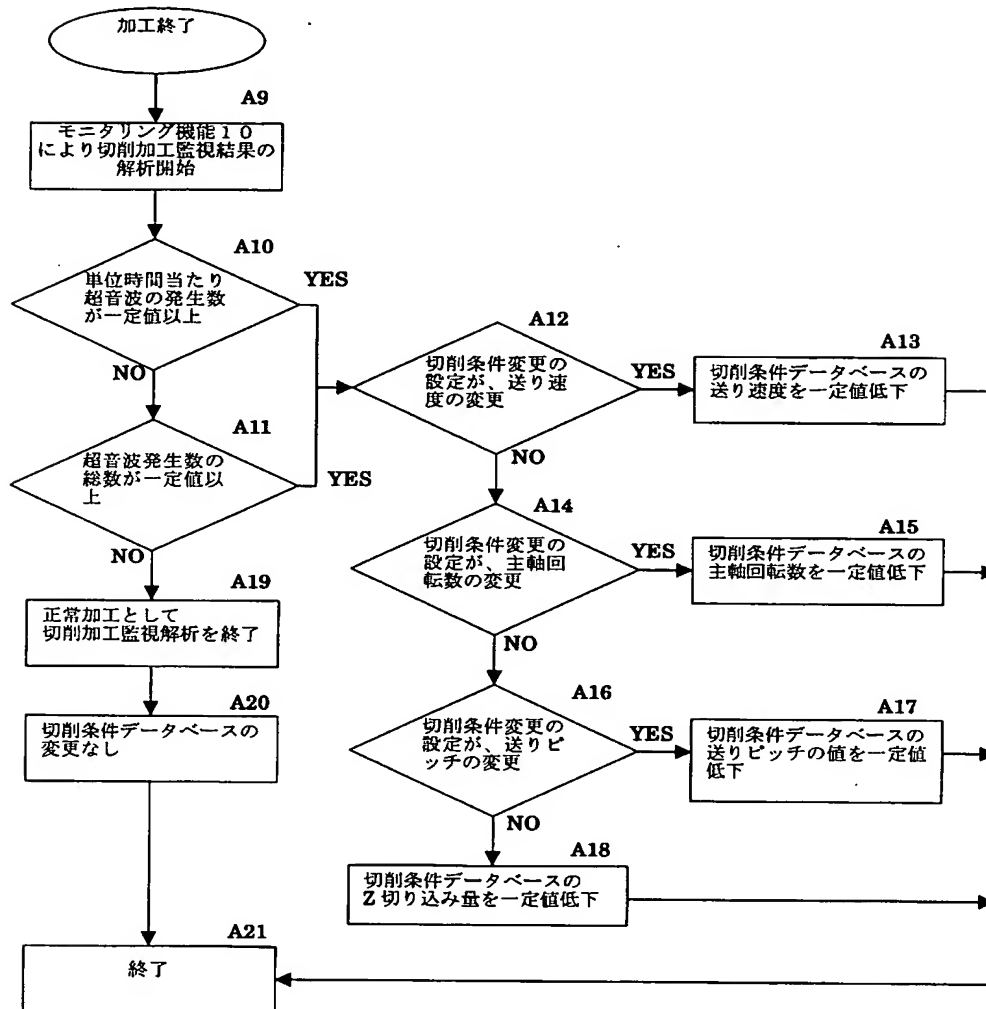 加工終了
A9
モニタリング機能10
により切削加工監視結果の
解析開始
A10
単位時間当たり
超音波の発生数
が一定値以上
YES
NO
A11
超音波発生数の
総数が一定値以
上
YES
NO
A19
正常加工として
切削加工監視解析を終了
A20
切削条件データベースの
変更なし
A12
切削条件変更の
設定が、送り速
度の変更
YES
NO
A13
切削条件データベースの
送り速度を一定値低下
A14
切削条件変更の
設定が、主軸回
転数の変更
YES
NO
A15
切削条件データベースの
主軸回転数を一定値低下
A16
切削条件変更の
設定が、送りピ
ッチの変更
YES
NO
A17
切削条件データベースの
送りピッチの値を一定値
低下
A18
切削条件データベースの
Z切り込み量を一定値低下
A21
終了